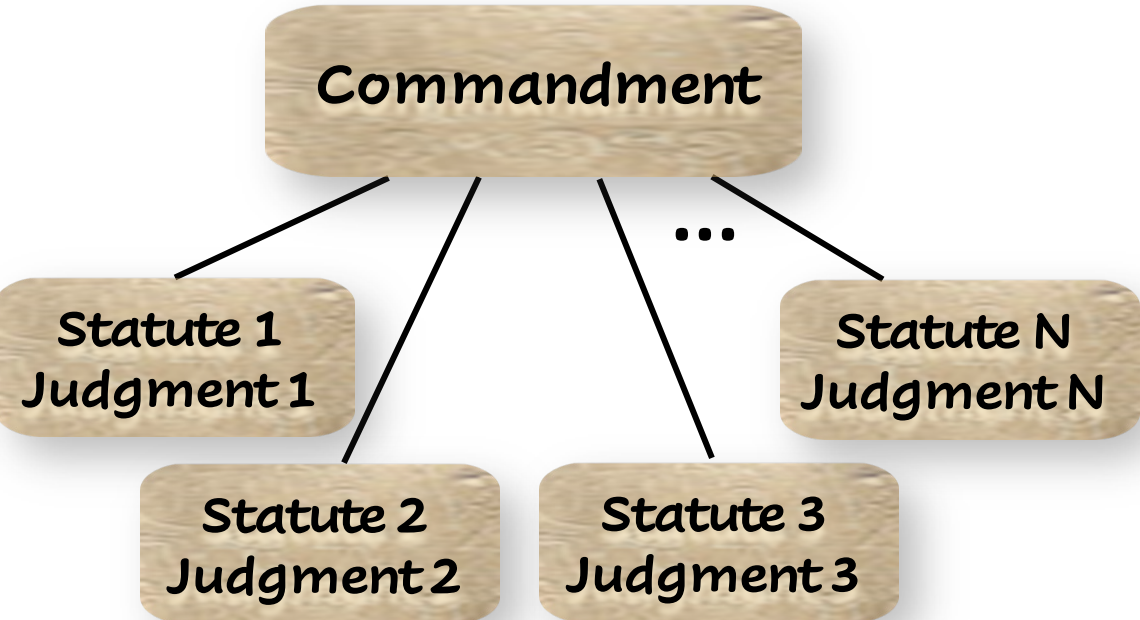 Commandment
...
Statute 1
Judgment 1
Statute N
Judgment N
Statute 2
Judgment 2
Statute 3
Judgment 3